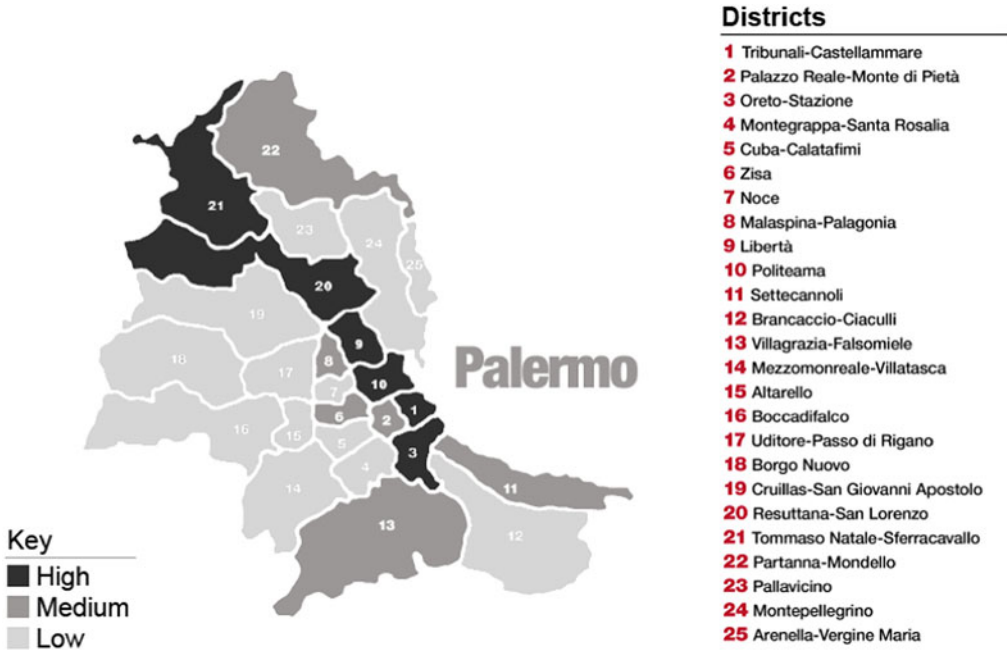 Districts
1 Tribunali-Castellammare
2 Palazzo Reale-Monte di Pietà
3 Oreto-Stazione
4 Montegrappa-Santa Rosalia
5 Cuba-Calatafimi
6 Zisa
7 Noce
8 Malaspina-Palagonia
9 Libertà
10 Politeama
11 Settecannoli
12 Brancaccio-Ciaculli
13 Villagrazia-Falsomiele
14 Mezzomonreale-Villatasca
15 Altarello
16 Boccadifalco
17 Uditore-Passo di Rigano
18 Borgo Nuovo
19 Cruillas-San Giovanni Apostolo
20 Resuttana-San Lorenzo
21 Tommaso Natale-Sferracavallo
22 Partanna-Mondello
23 Pallavicino
24 Montepellegrino
25 Arenella-Vergine Maria
22
21
23
24
25
20
19
9
18
8
17
Palermo
10
7
1
6
2
16
15
5
3
4
14
11
13
12
Key
High
Medium
Low